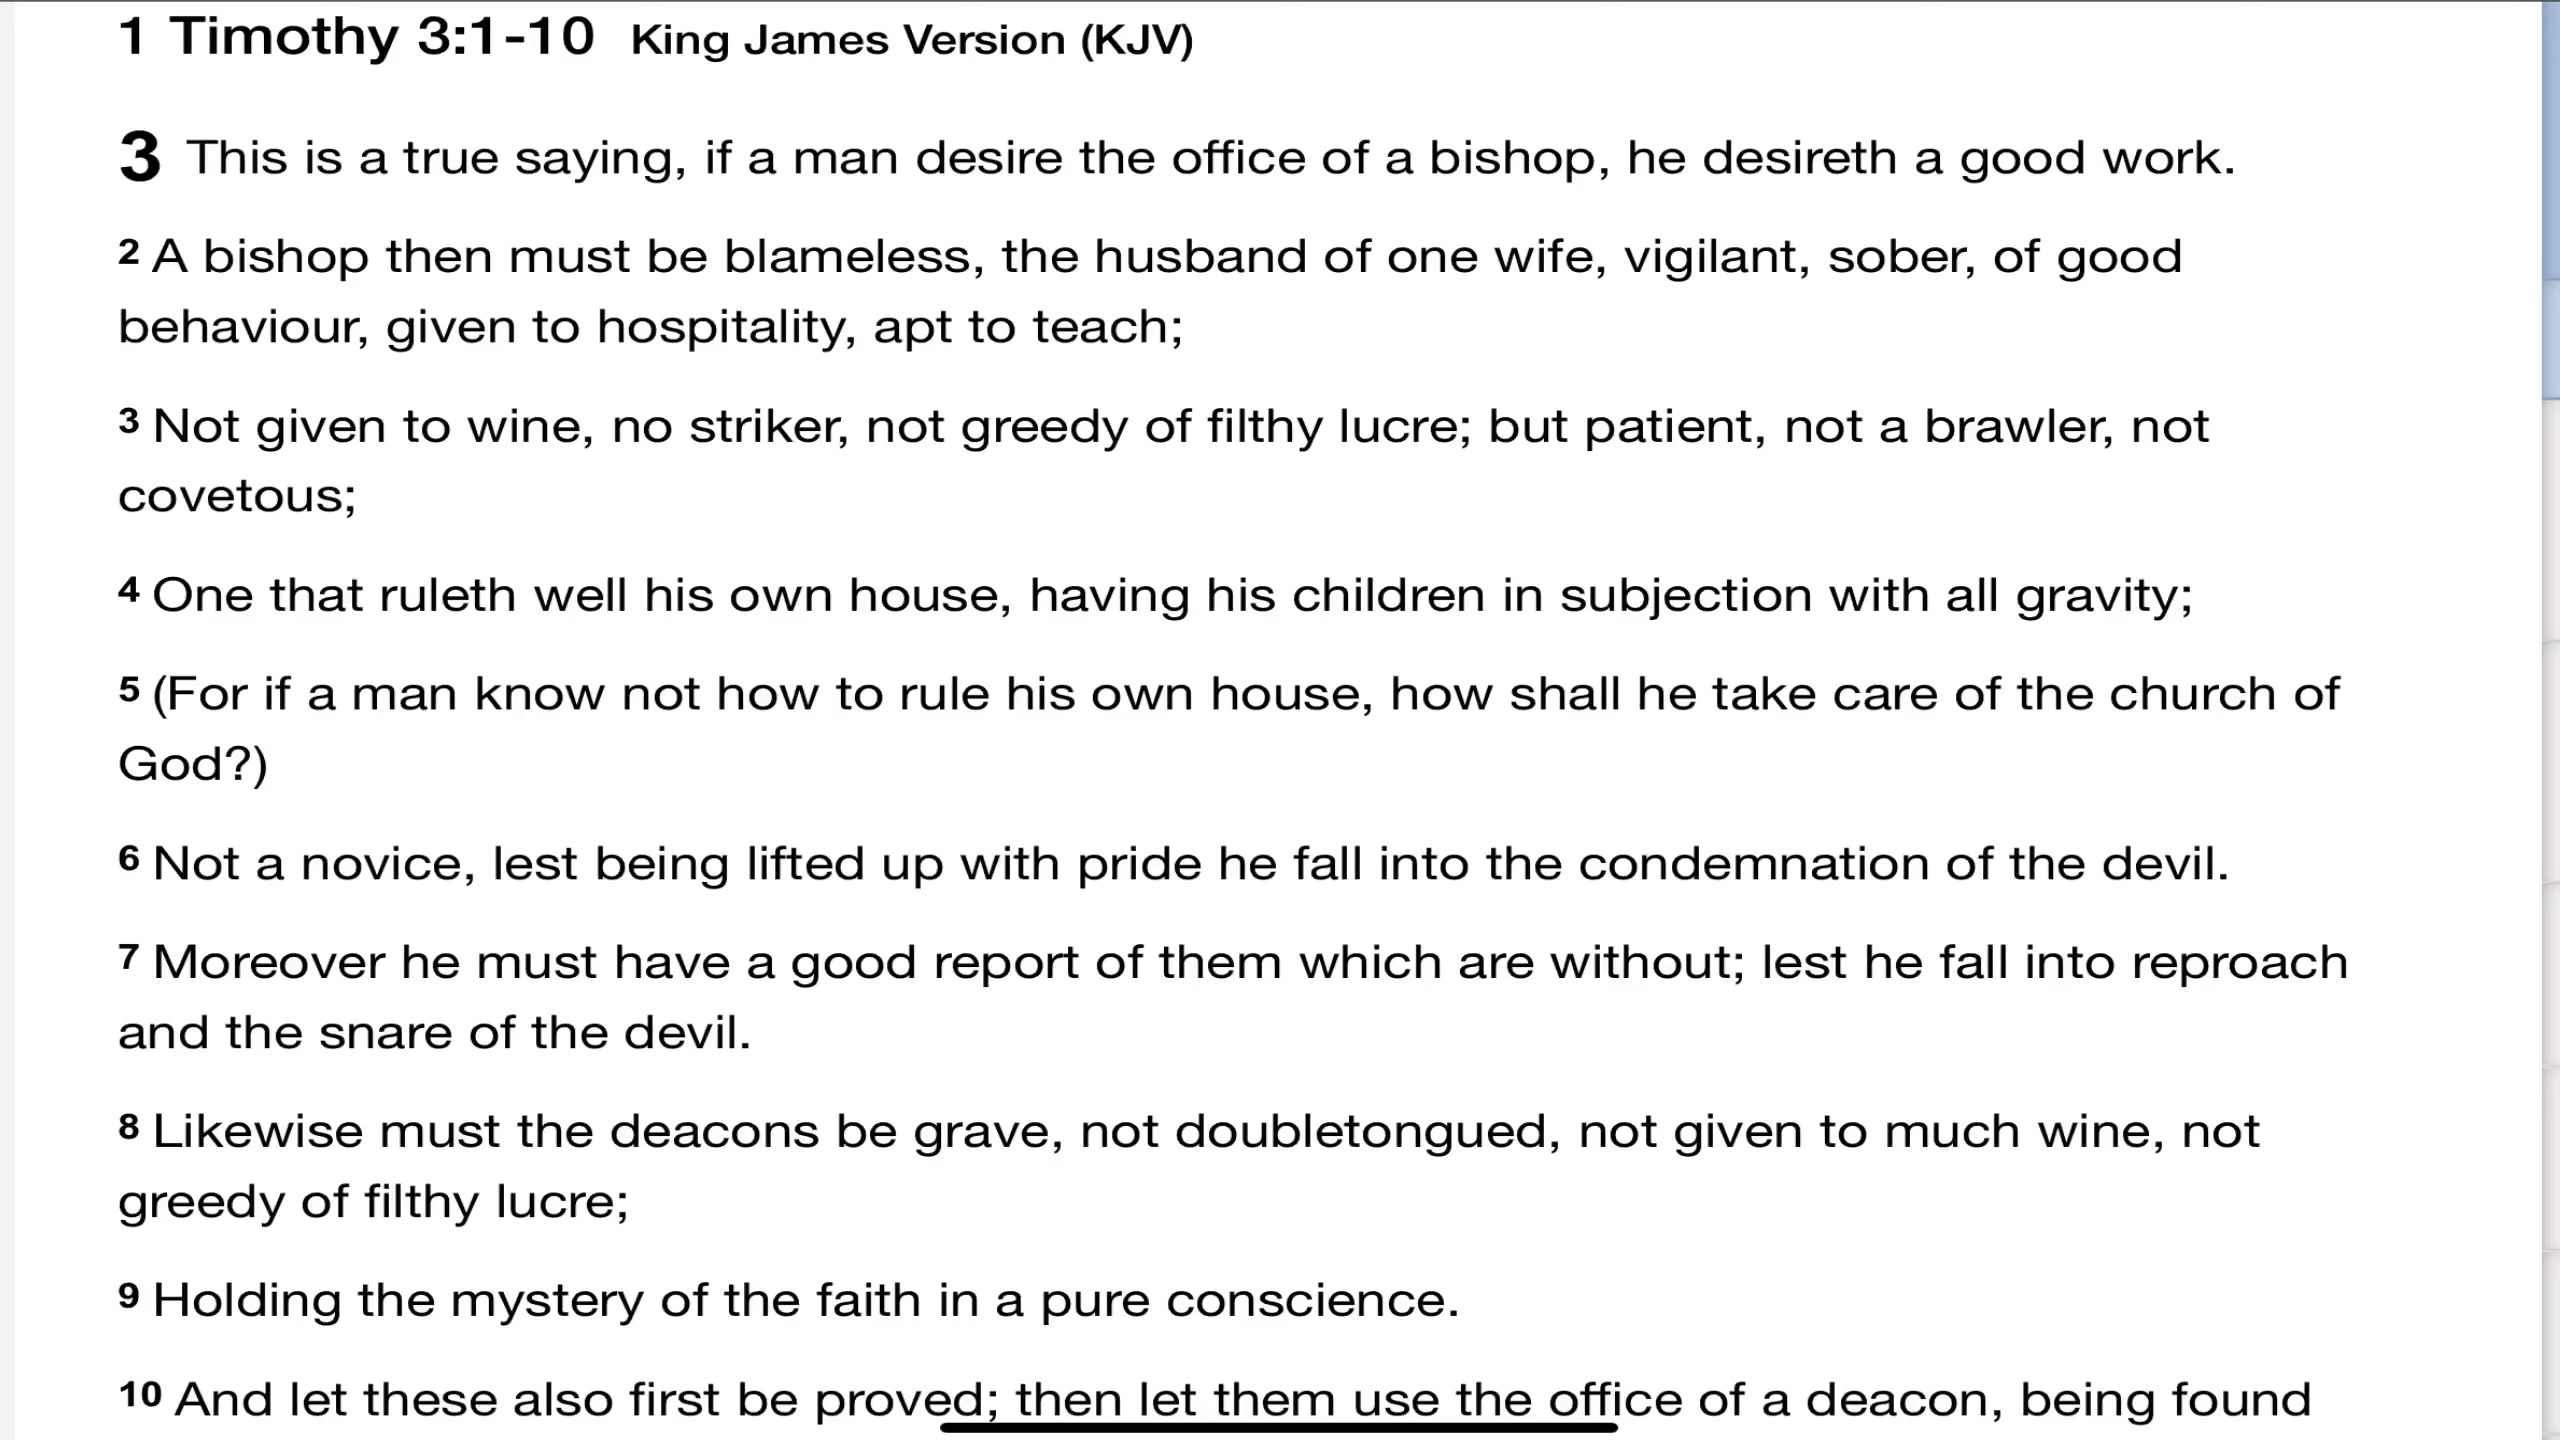 1 Timothy 3:1-10 King James Version (KJV)
3 This is a true saying, if a man desire the office of a bishop, he desireth a good work.
2 A bishop then must be blameless, the husband of one wife, vigilant, sober, of good
behaviour, given to hospitality, apt to teach;
3 Not given to wine, no striker, not greedy of filthy lucre; but patient, not a brawler, not
covetous;
4 One that ruleth well his own house, having his children in subjection with all gravity;
5 (For if a man know not how to rule his own house, how shall he take care of the church of
God?)
6 Not a novice, lest being lifted up with pride he fall into the condemnation of the devil.
7 Moreover he must have a good report of them which are without; lest he fall into reproach
and the snare of the devil.
8 Likewise must the deacons be grave, not doubletongued, not given to much wine, not
greedy of filthy lucre;
9 Holding the mystery of the faith in a pure conscience.
10 And let these also first be proved; then let them use the office of a deacon, being found